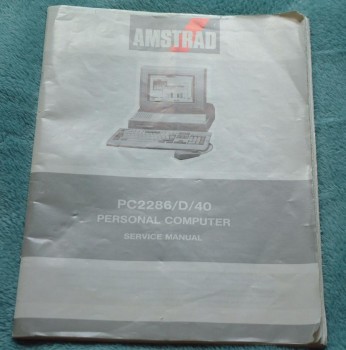 AMSTRAD
PC2286/D/40
PERSONAL COMPUTER
SERVICE MANUAL